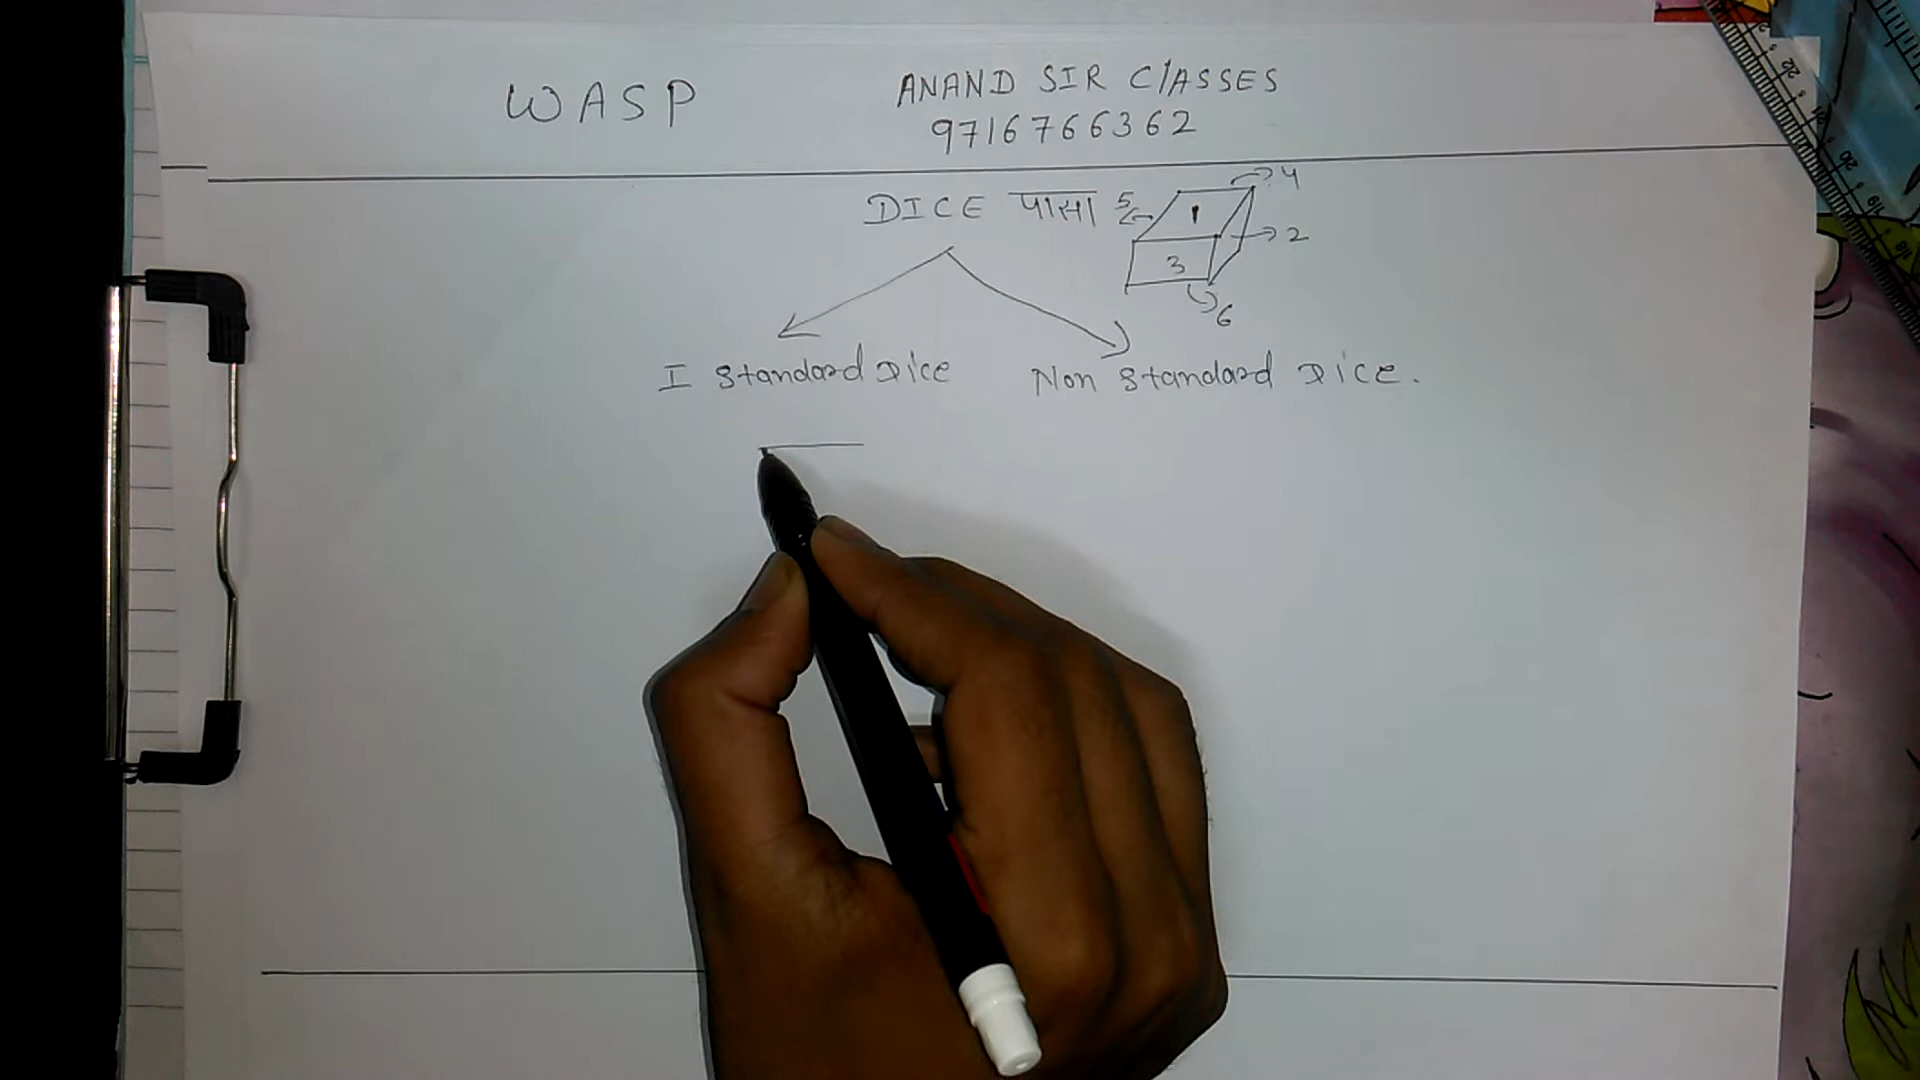 WASP
ANAND SIR ClASSES
9716766362
DICE पासा
5 1 4
2
3
6
I Standard Dice
Non Standard Dice.